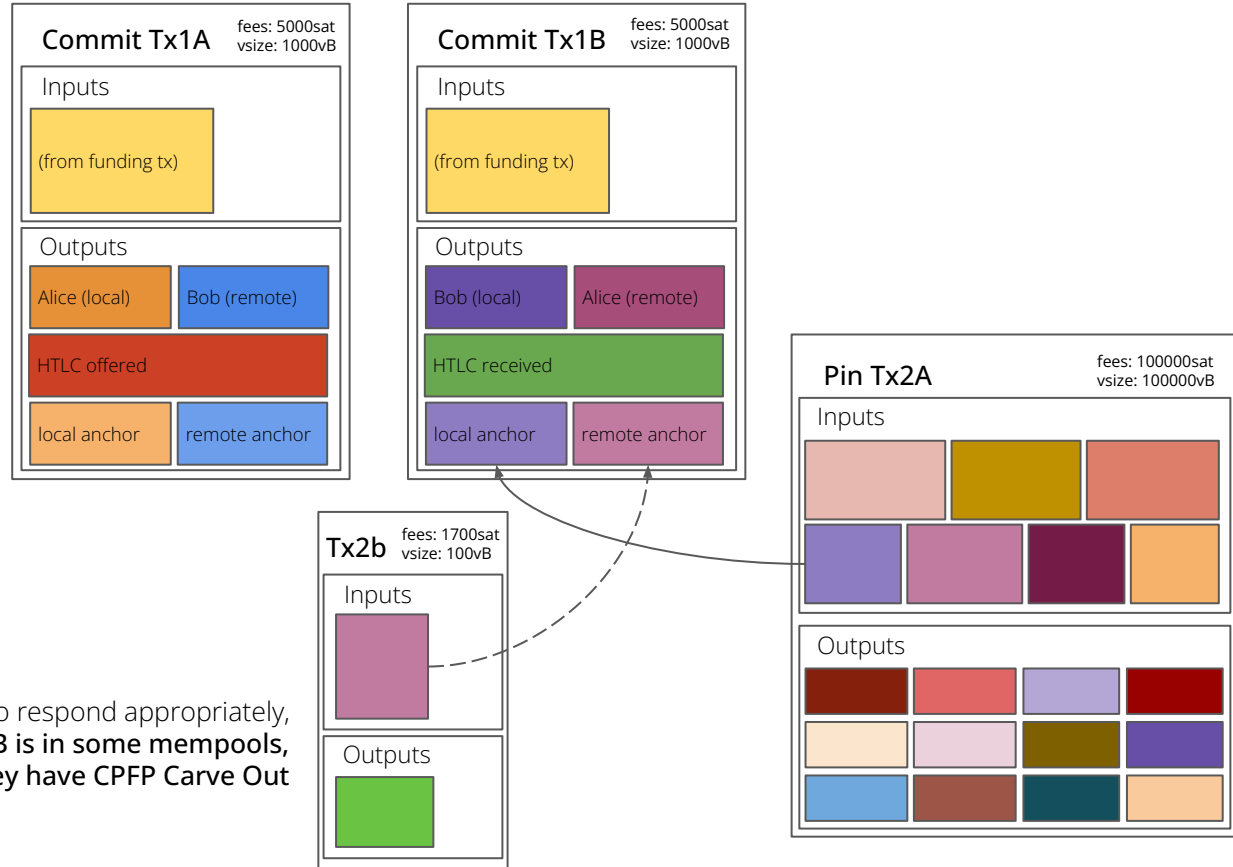 Commit Tx1A
fees: 5000sat
vsize: 1000vB
Inputs
(from funding tx)
Outputs
Alice (local)
Bob (remote)
HTLC offered
local anchor
remote anchor
Commit Tx1B
fees: 5000sat
vsize: 1000vB
Inputs
(from funding tx)
Outputs
Bob (local)
Alice (remote)
HTLC received
local anchor
remote anchor
Pin Tx2A
fees: 100000sat
vsize: 100000vB
Inputs
Outputs
Tx2b
fees: 1700sat
vsize: 100vB
Inputs
Outputs
respond appropriately,
is in some mempools,
have CPFP Carve Out